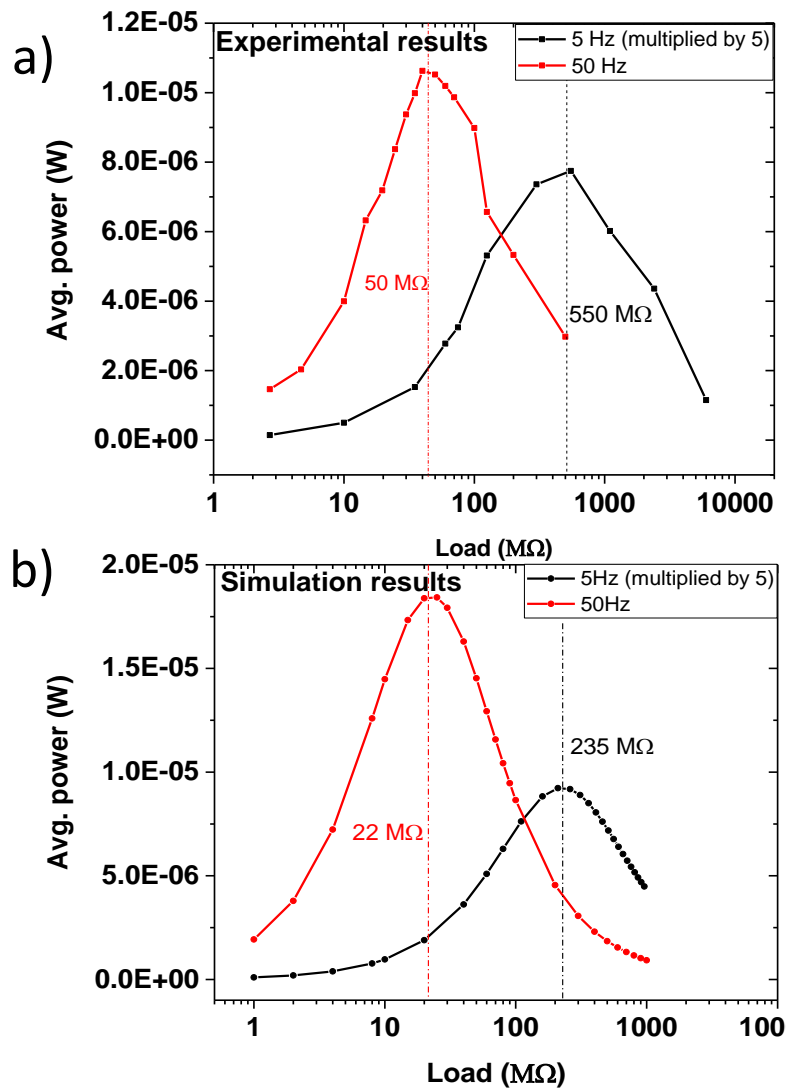 a)
Experimental results
5 Hz (multiplied by 5)
50 Hz
1.2E-05
1.0E-05
8.0E-06
6.0E-06
4.0E-06
2.0E-06
0.0E+00
Avg. power (W)
50 MΩ
550 MΩ
1 10 100 1000 10000
Load (MΩ)
b)
Simulation results
5Hz (multiplied by 5)
50Hz
2.0E-05
1.5E-05
1.0E-05
5.0E-06
0.0E+00
Avg. power (W)
235 MΩ
22 MΩ
1 10 100 1000 100
Load (MΩ)